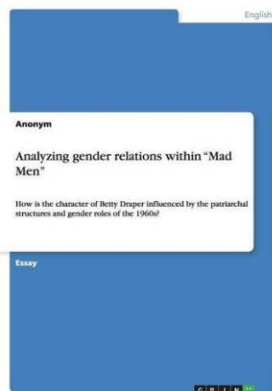 English
Anonym
Analyzing gender relations within “Mad
Men”
How is the character of Betty Draper influenced by the patriarchal
structures and gender roles of the 1960s?
Essay
G R I N